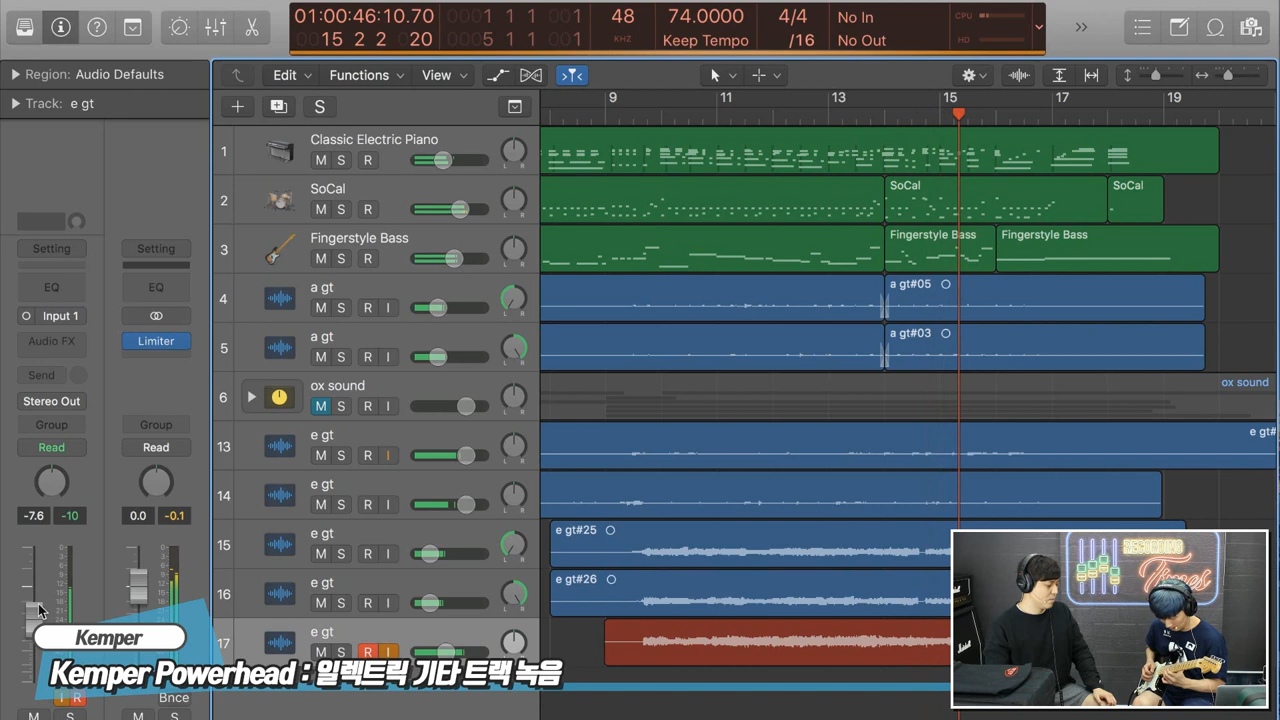 01:00:46:10.70
15 2 2 20
0001 1 1 001
0005 1 1 001
48
KHZ
74.0000
Keep Tempo
4/4
/16
No In
No Out
CPU
HD
Region: Audio Defaults
Track: e gt
Edit
Functions
View
S
9
11
13
15
17
19
1
Classic Electric Piano
M S R
L R
2
SoCal
M S R
L R
SoCal
SoCal
3
Fingerstyle Bass
M S R
L R
Fingerstyle Bass
Fingerstyle Bass
4
a gt
M S R I
L R
a gt#05
5
a gt
M S R I
L R
a gt#03
6
ox sound
M S R I
L R
ox sound
13
e gt
M S R I
L R
e gt#
14
e gt
M S R I
L R
15
e gt
M S R I
L R
e gt#25
16
e gt
M S R I
L R
e gt#26
17
e gt
R I
L R
Setting
Setting
EQ
EQ
Input 1
Audio FX
Limiter
Send
Stereo Out
Group
Group
Read
Read
-7.6
-10
0.0
-0.1
I R
Bnce
M S
M S
RECORDING
Times
Kemper
Kemper Powerhead : 일렉트릭 기타 트랙 녹음